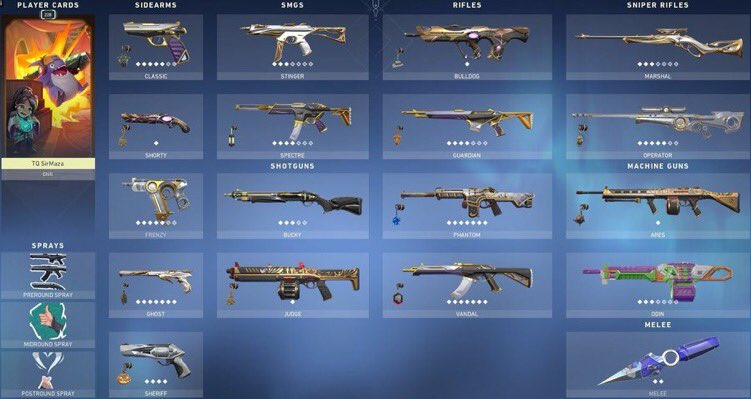 PLAYER CARDS
SIDEARMS
SMGS
RIFLES
SNIPER RIFLES
TQ SirMaza
CLASSIC
STINGER
BULLDOG
MARSHAL
SHORTY
SPECTRE
GUARDIAN
OPERATOR
SHOTGUNS
MACHINE GUNS
FRENZY
BUCKY
PHANTOM
ARES
SPRAYS
PREROUND SPRAY
GHOST
JUDGE
VANDAL
ODIN
MIDROUND SPRAY
MELEE
POSTROUND SPRAY
SHERIFF
MELEE